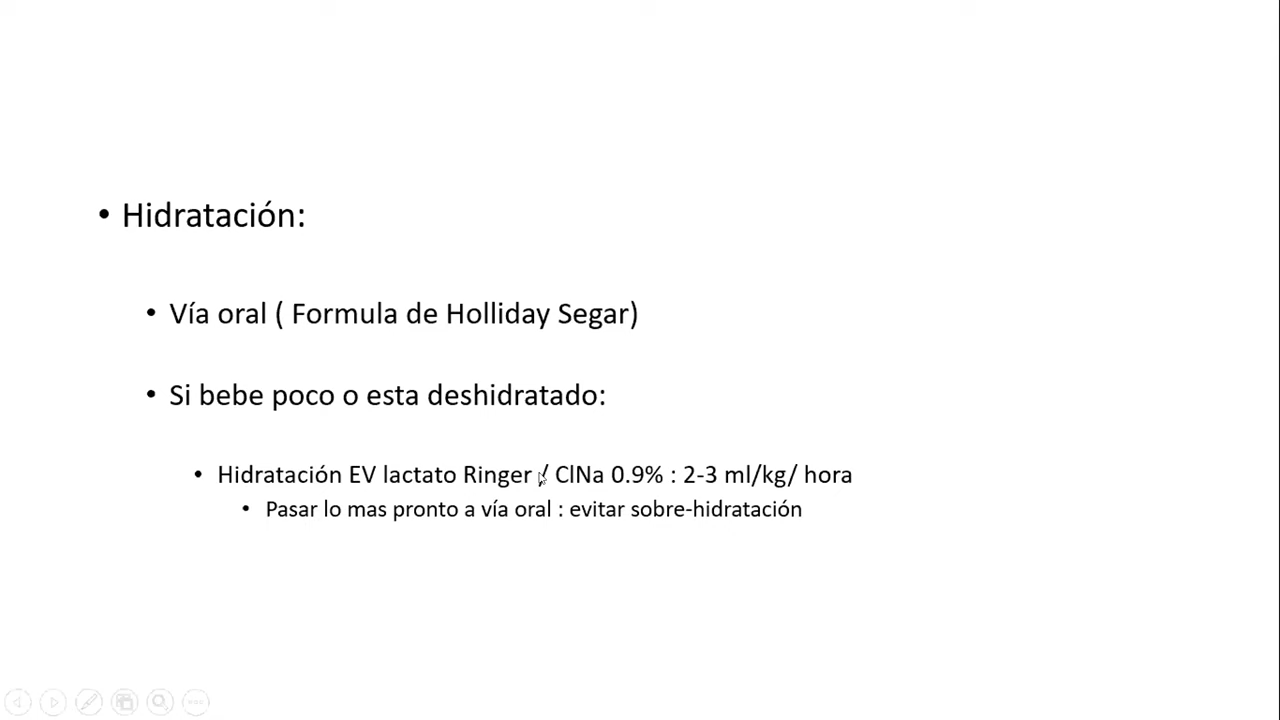 • Hidratación:
• Vía oral ( Formula de Holliday Segar)
• Si bebe poco o esta deshidratado:
• Hidratación EV lactato Ringer / ClNa 0.9% : 2-3 ml/kg/ hora
• Pasar lo mas pronto a vía oral : evitar sobre-hidratación